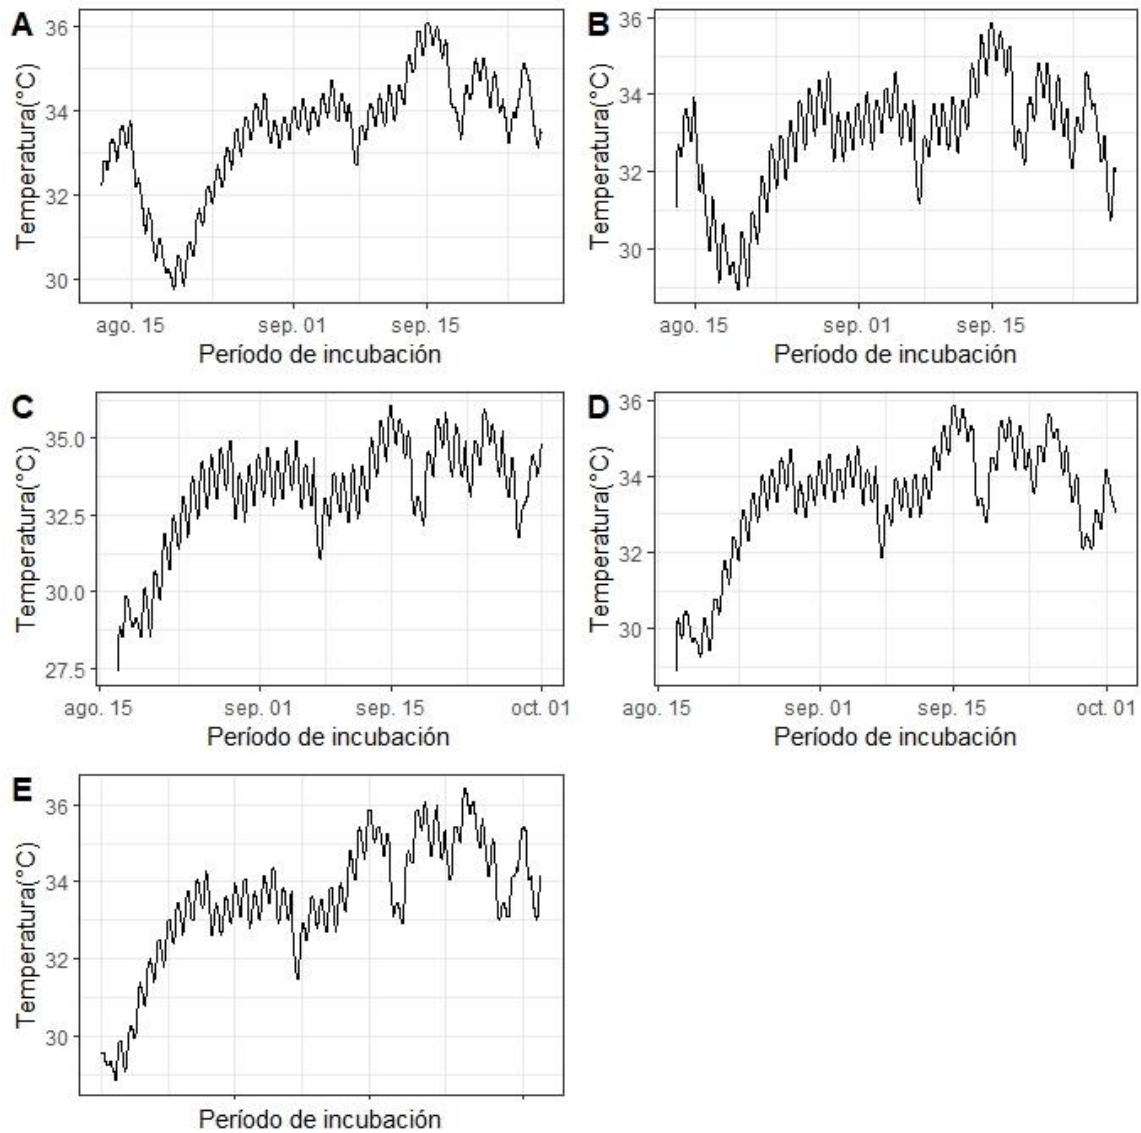 A
Temperatura(°C)
36
34
32
30
ago. 15 sep. 01 sep. 15
Período de incubación
B
Temperatura(°C)
36
34
32
30
ago. 15 sep. 01 sep. 15
Período de incubación
C
Temperatura(°C)
35.0
32.5
30.0
27.5
ago. 15 sep. 01 sep. 15 oct. 01
Período de incubación
D
Temperatura(°C)
36
34
32
30
ago. 15 sep. 01 sep. 15 oct. 01
Período de incubación
E
Temperatura(°C)
36
34
32
30
Período de incubación